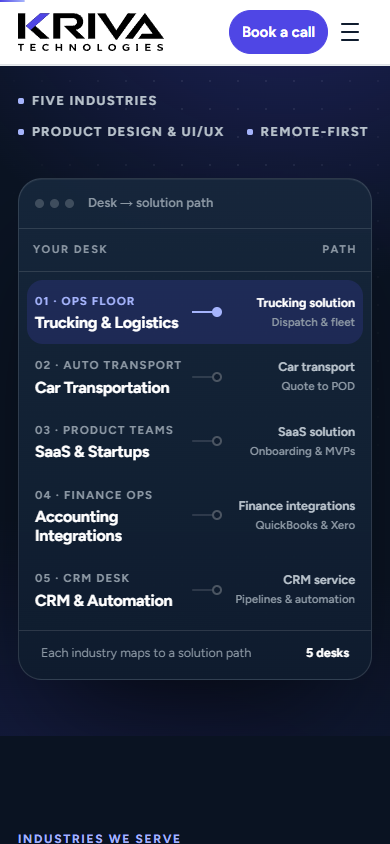 KRIVA
TECHNOLOGIES
Book a call
FIVE INDUSTRIES
PRODUCT DESIGN & UI/UX
REMOTE-FIRST
Desk → solution path
YOUR DESK
PATH
01 · OPS FLOOR
Trucking & Logistics
Trucking solution
Dispatch & fleet
02 · AUTO TRANSPORT
Car Transportation
Car transport
Quote to POD
03 · PRODUCT TEAMS
SaaS & Startups
SaaS solution
Onboarding & MVPs
04 · FINANCE OPS
Accounting
Integrations
Finance integrations
QuickBooks & Xero
05 · CRM DESK
CRM & Automation
CRM service
Pipelines & automation
Each industry maps to a solution path
5 desks
INDUSTRIES WE SERVE